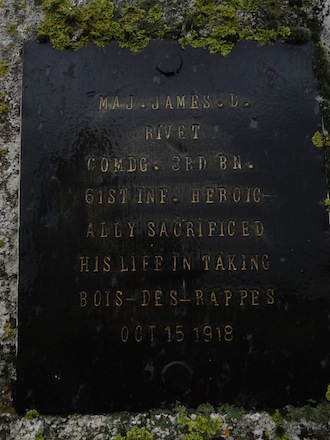 MAJ. JAMES. D.
RIVET
COMDG. 3RD BN.
61ST INF. HEROIC-
ALLY SACRIFICED
HIS LIFE IN TAKING
BOIS-DES-RAPPES
OCT 15 1918